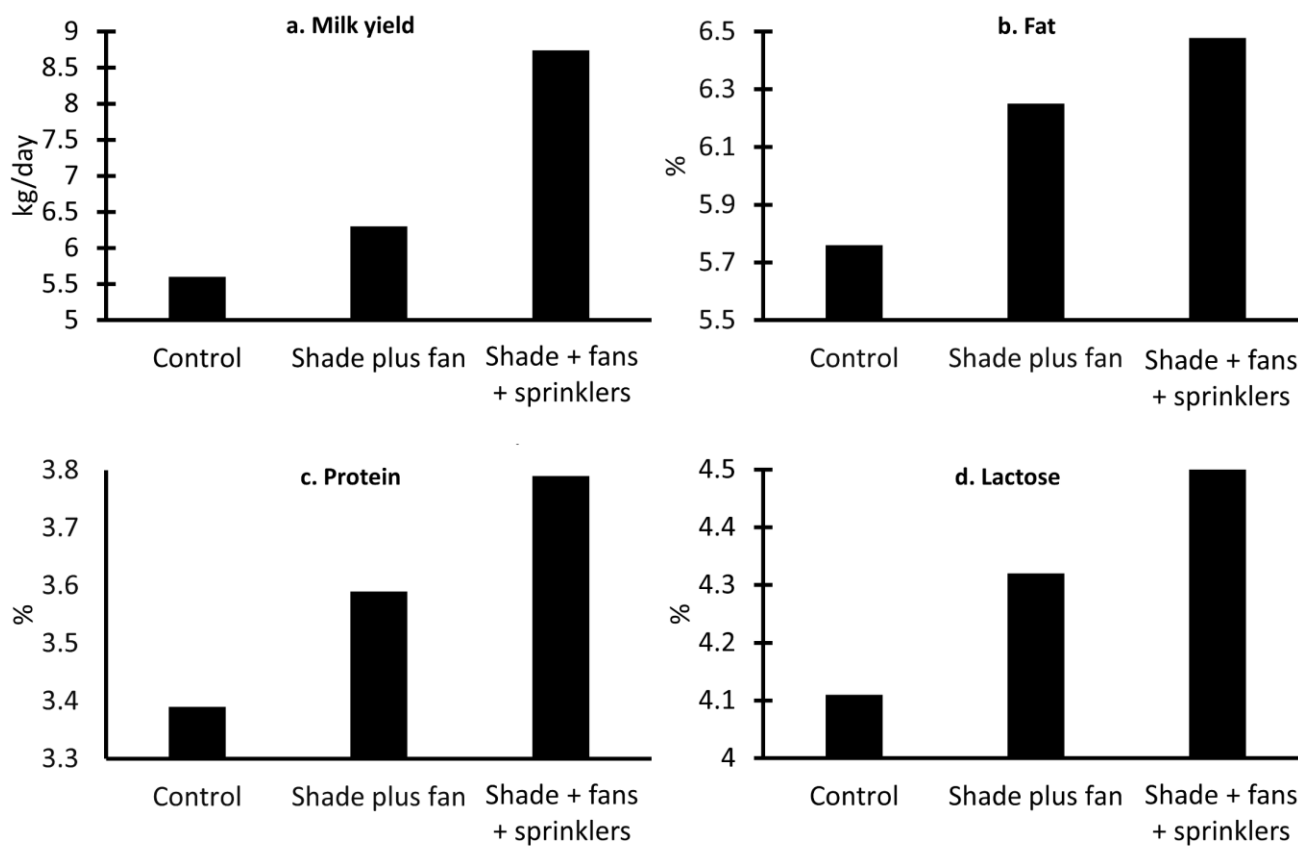 a. Milk yield
kg/day
9
8.5
8
7.5
7
6.5
6
5.5
5
Control
Shade plus fan
Shade + fans
+ sprinklers
b. Fat
%
6.5
6.3
6.1
5.9
5.7
5.5
Control
Shade plus fan
Shade + fans
+ sprinklers
c. Protein
%
3.8
3.7
3.6
3.5
3.4
3.3
Control
Shade plus fan
Shade + fans
+ sprinklers
d. Lactose
%
4.5
4.4
4.3
4.2
4.1
4
Control
Shade plus fan
Shade + fans
+ sprinklers